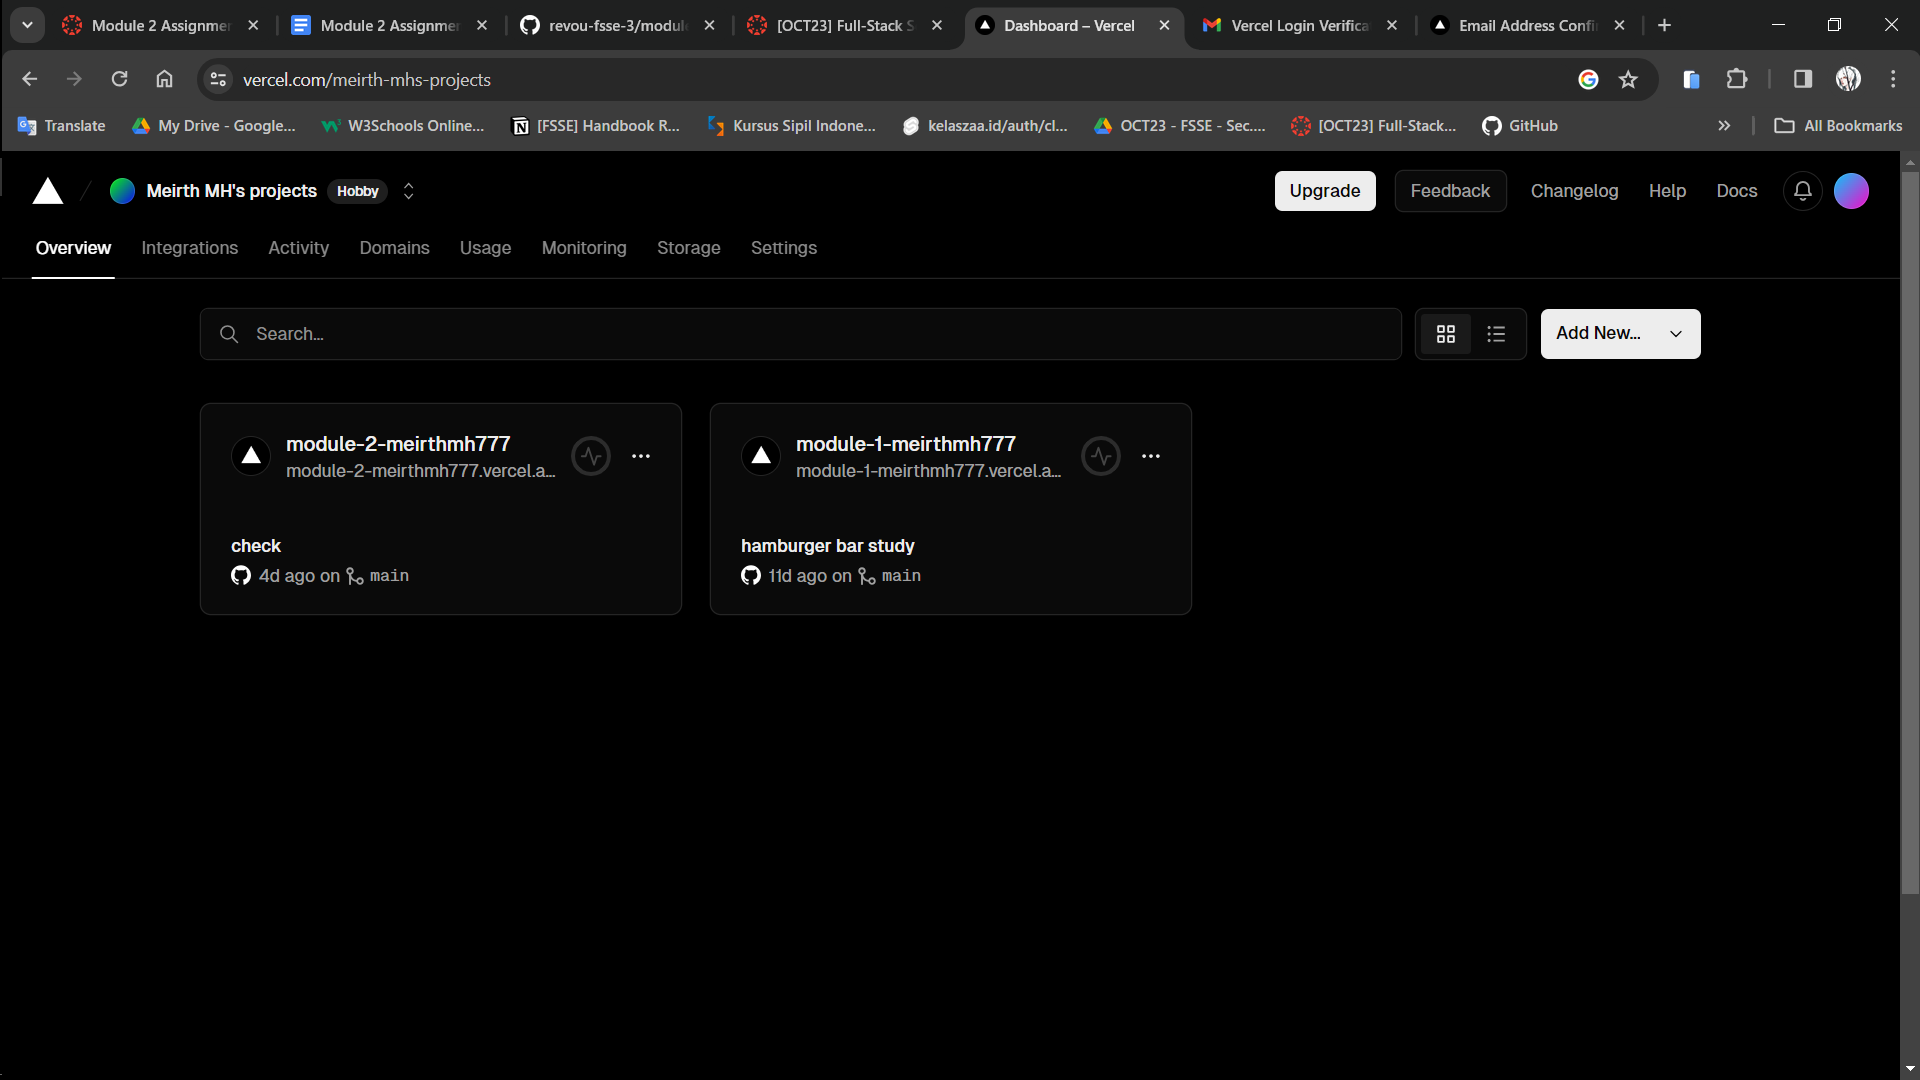 Module 2 Assignmen
Module 2 Assignmer
revou-fsse-3/module
[OCT23] Full-Stack S
Dashboard – Vercel
Vercel Login Verifica
Email Address Confi
vercel.com/meirth-mhs-projects
Translate
My Drive - Google...
W3Schools Online...
[FSSE] Handbook R...
Kursus Sipil Indone...
kelaszaa.id/auth/cl...
OCT23 - FSSE - Sec....
[OCT23] Full-Stack...
GitHub
All Bookmarks
Meirth MH's projects
Hobby
Upgrade
Feedback
Changelog
Help
Docs
Overview
Integrations
Activity
Domains
Usage
Monitoring
Storage
Settings
Search...
Add New...
module-2-meirthmh777
module-2-meirthmh777.vercel.a...
check
4d ago on main
module-1-meirthmh777
module-1-meirthmh777.vercel.a...
hamburger bar study
11d ago on main